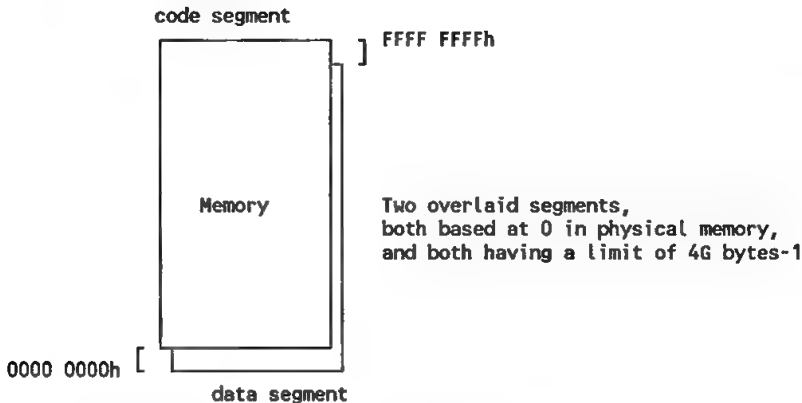 code segment
FFFF FFFFh
Memory
Two overlaid segments,
both based at 0 in physical memory,
and both having a limit of 4G bytes-1
0000 0000h
data segment